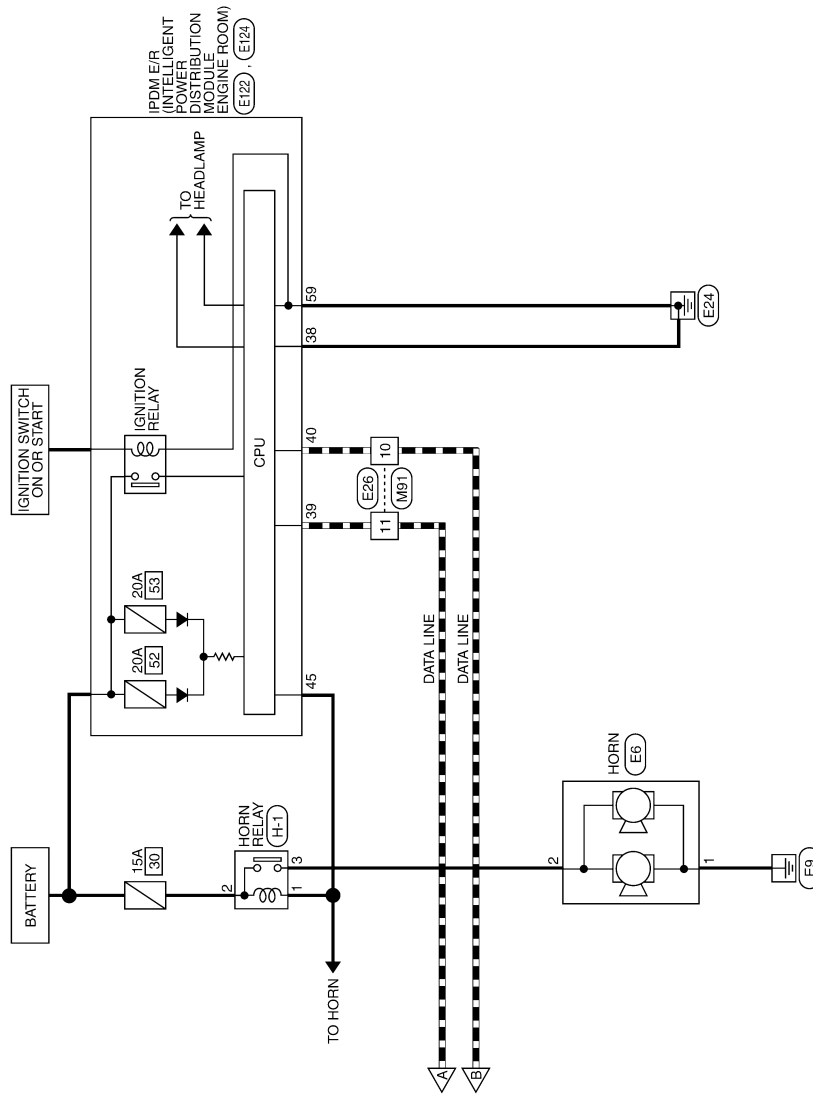 BATTERY
IGNITION SWITCH
ON OR START
15A
30
20A
52
20A
53
IGNITION
RELAY
TO
HEADLAMP
IPDM E/R
(INTELLIGENT
POWER
DISTRIBUTION
MODULE
ENGINE ROOM)
E122 , E124
2
HORN
RELAY
H-1
1
3
CPU
45
39
40
38
59
TO HORN
11
10
E26
M91
DATA LINE
DATA LINE
A
B
2
HORN
E6
1
E9
E24